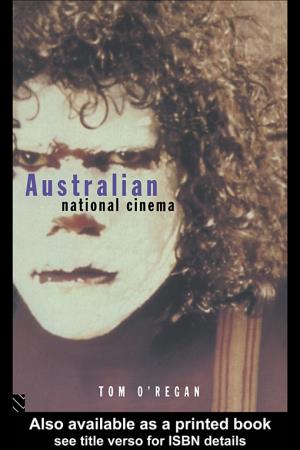 Australian
national cinema
TOM O'REGAN
Also available as a printed book
see title verso for ISBN details